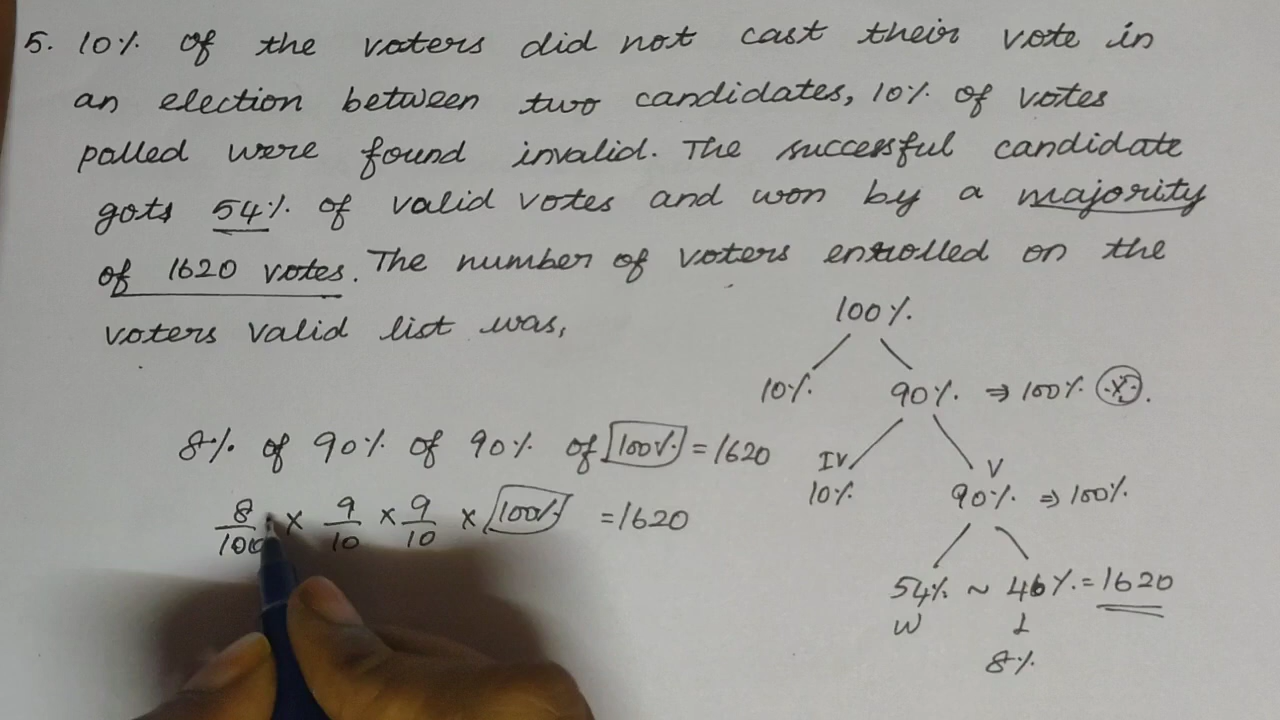 5. 10% of the voters did not cast their vote in
an election between two candidates, 10% of votes
palled were found invalid. The successful candidate
gots 54% of valid votes and won by a majority
of 1620 votes. The number of voters entrolled on the
voters valid list was,
100%.
10%. 90%. ⇒ 100% X.
8% of 90% of 90% of 100% = 1620
IV V
10% 90% ⇒ 100%.
8/100 × 9/10 × 9/10 × 100% = 1620
54% ~ 46% = 1620
W L
8%